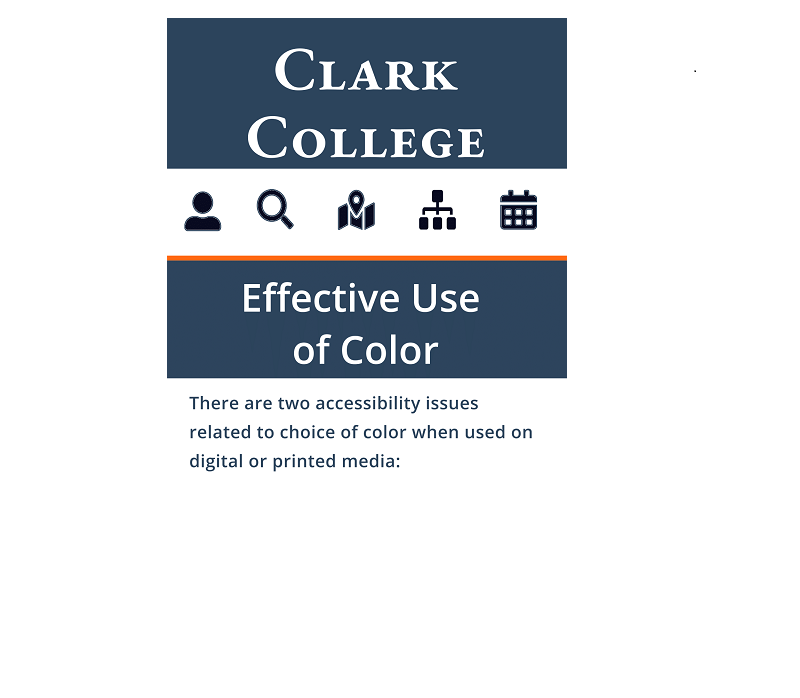 Clark
College
Effective Use
of Color
There are two accessibility issues
related to choice of color when used on
digital or printed media: